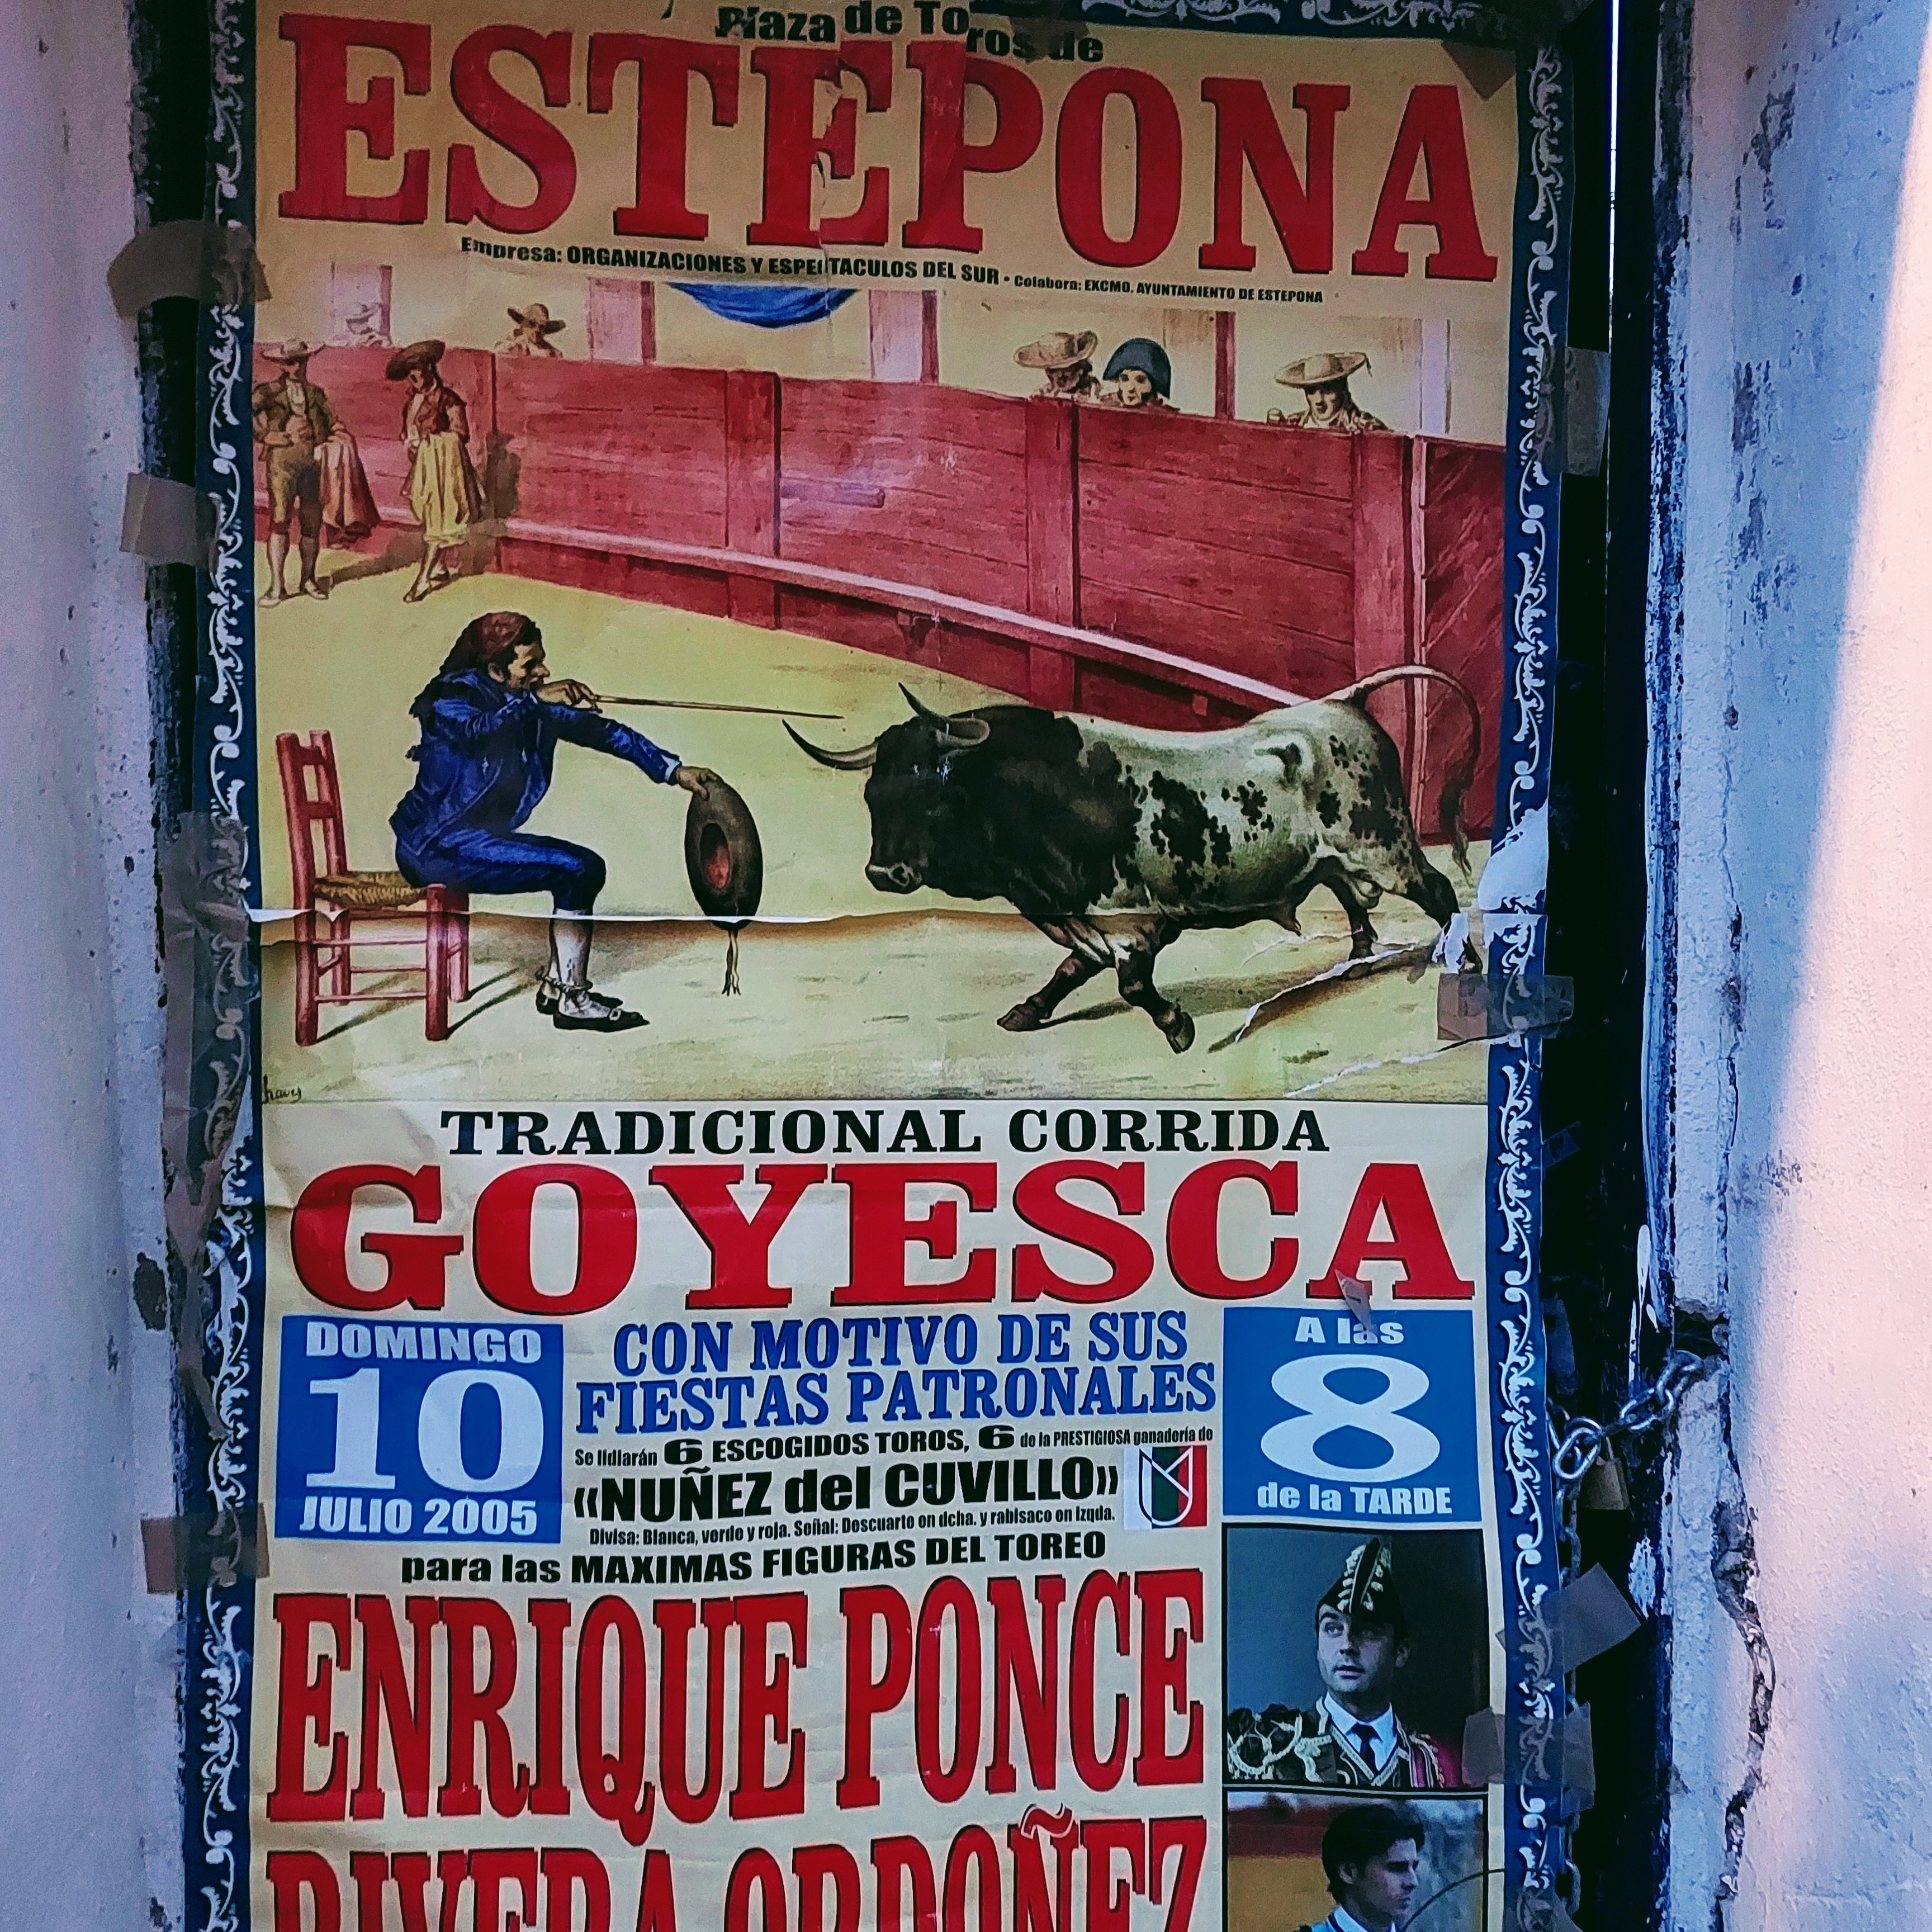 Plaza de Toros de
ESTEPONA
Empresa: ORGANIZACIONES Y ESPECTACULOS DEL SUR - Colabora: EXCMO. AYUNTAMIENTO DE ESTEPONA
TRADICIONAL CORRIDA
GOYESCA
DOMINGO
10
JULIO 2005
CON MOTIVO DE SUS
FIESTAS PATRONALES
Se lidiarán 6 ESCOGIDOS TOROS, 6 de la PRESTIGIOSA ganadería de
«NUÑEZ del CUVILLO»
Divisa: Blanca, verde y roja. Señal: Descuarte en dcha. y rabisaco en izqda.
A las
8
de la TARDE
para las MAXIMAS FIGURAS DEL TOREO
ENRIQUE PONCE
RIVERA ORDOÑEZ